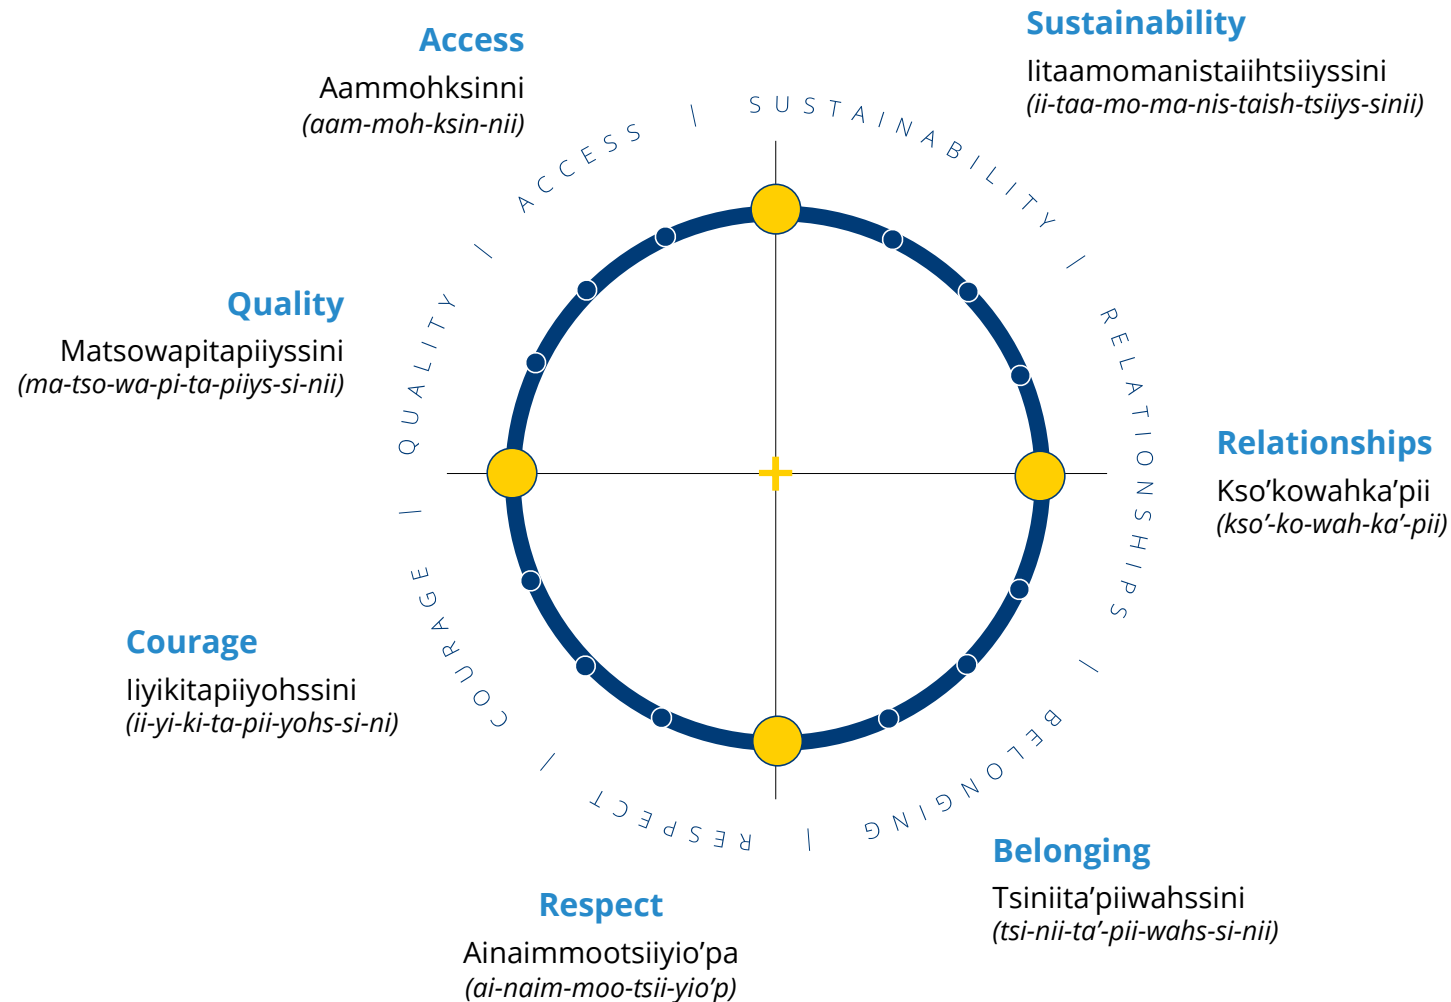 Access
Aammohksinni
(aam-moh-ksin-nii)
Sustainability
Iitaamomanistaiihtsiiyssini
(ii-taa-mo-ma-nis-taish-tsiiys-sinii)
ACCESS | SUSTAINABILITY | RELATIONSHIPS | BELONGING | RESPECT | COURAGE | QUALITY |
Quality
Matsowapitapiiyssini
(ma-tso-wa-pi-ta-piiys-si-nii)
Relationships
Kso’kowahka’pii
(kso’-ko-wah-ka’-pii)
Courage
Iiyikitapiiyohssini
(ii-yi-ki-ta-pii-yohs-si-ni)
Belonging
Tsiniita’piiwahssini
(tsi-nii-ta’-pii-wahs-si-nii)
Respect
Ainaimmootsiiyio’pa
(ai-naim-moo-tsii-yio’p)